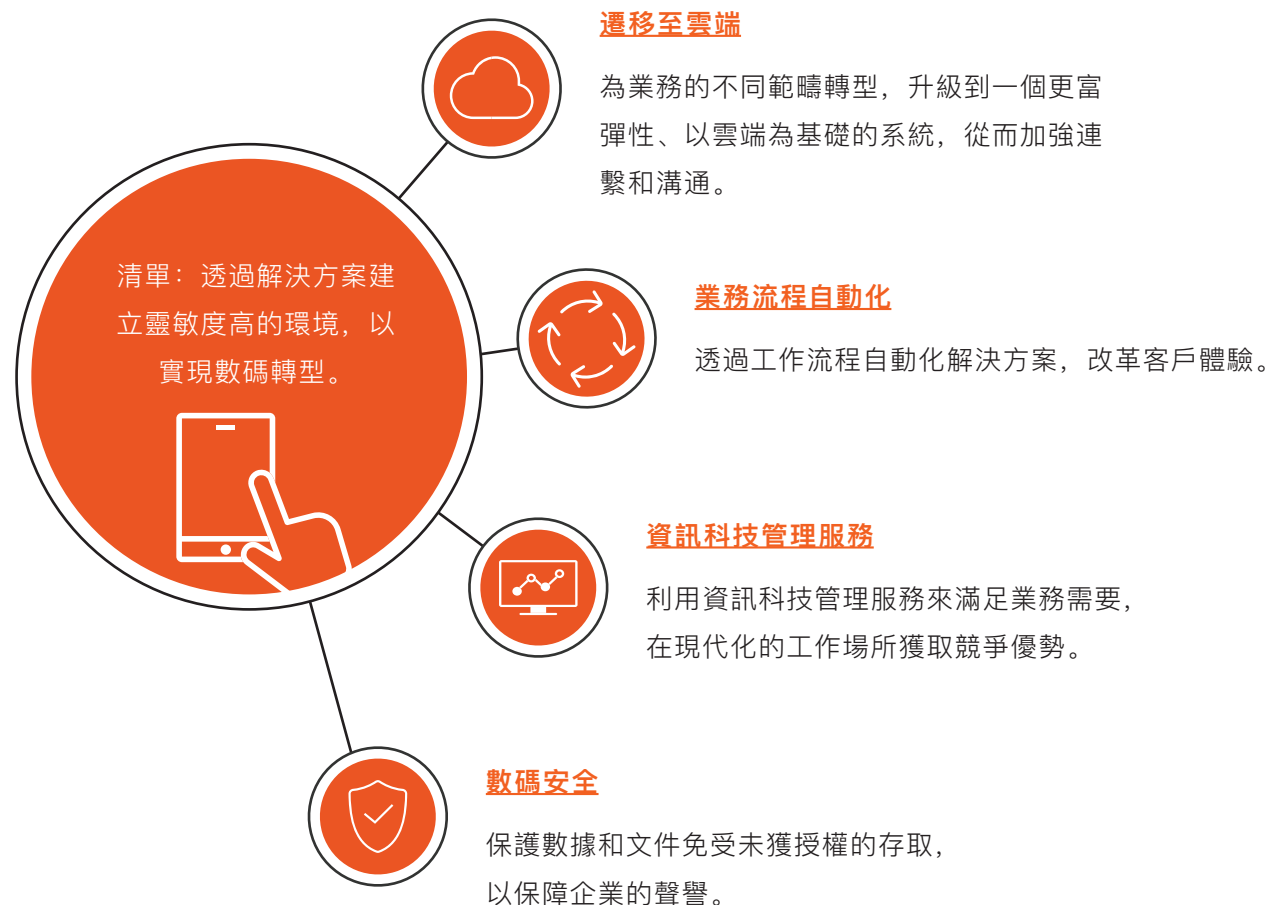 遷移至雲端
為業務的不同範疇轉型，升級到一個更富
彈性、以雲端為基礎的系統，從而加強連
繫和溝通。
清單：透過解決方案建
立靈敏度高的環境，以
實現數碼轉型。
業務流程自動化
透過工作流程自動化解決方案，改革客戶體驗。
資訊科技管理服務
利用資訊科技管理服務來滿足業務需要，
在現代化的工作場所獲取競爭優勢。
數碼安全
保護數據和文件免受未獲授權的存取，
以保障企業的聲譽。